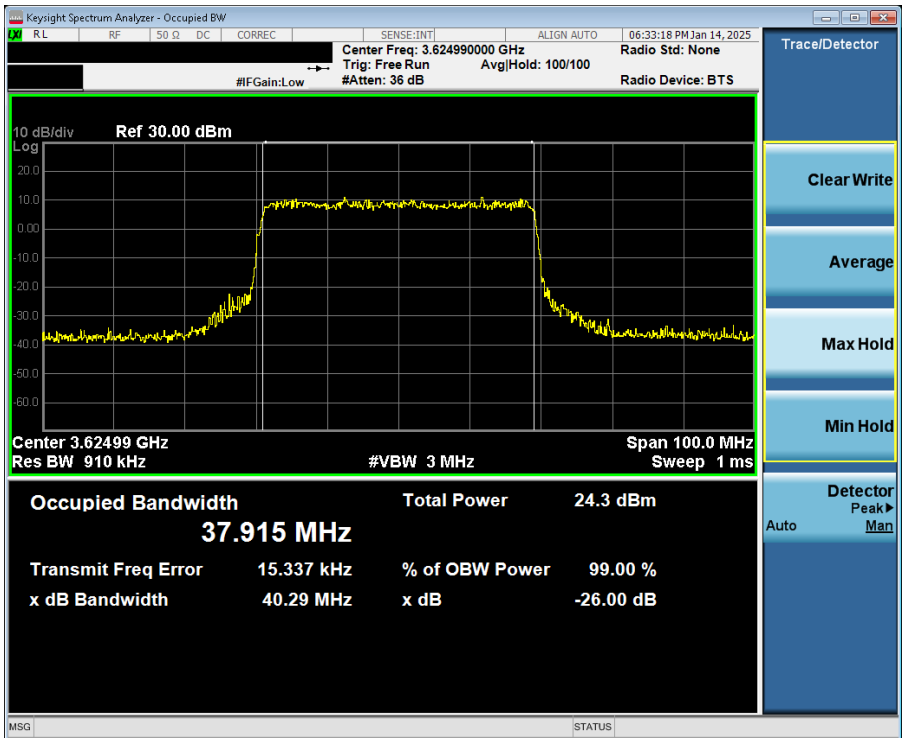 Keysight Spectrum Analyzer - Occupied BW
LXI RL RF 50 Ω DC CORREC SENSE:INT ALIGN AUTO 06:33:18 PM Jan 14, 2025
Center Freq: 3.624990000 GHz Radio Std: None
Trig: Free Run Avg|Hold: 100/100
#IFGain:Low #Atten: 36 dB Radio Device: BTS
Trace/Detector
10 dB/div Ref 30.00 dBm
Log
20.0
10.0
0.00
-10.0
-20.0
-30.0
-40.0
-50.0
-60.0
Center 3.62499 GHz Span 100.0 MHz
Res BW 910 kHz #VBW 3 MHz Sweep 1 ms
Occupied Bandwidth Total Power 24.3 dBm
37.915 MHz
Transmit Freq Error 15.337 kHz % of OBW Power 99.00 %
x dB Bandwidth 40.29 MHz x dB -26.00 dB
Clear Write
Average
Max Hold
Min Hold
Detector
Peak▶
Auto Man
MSG STATUS